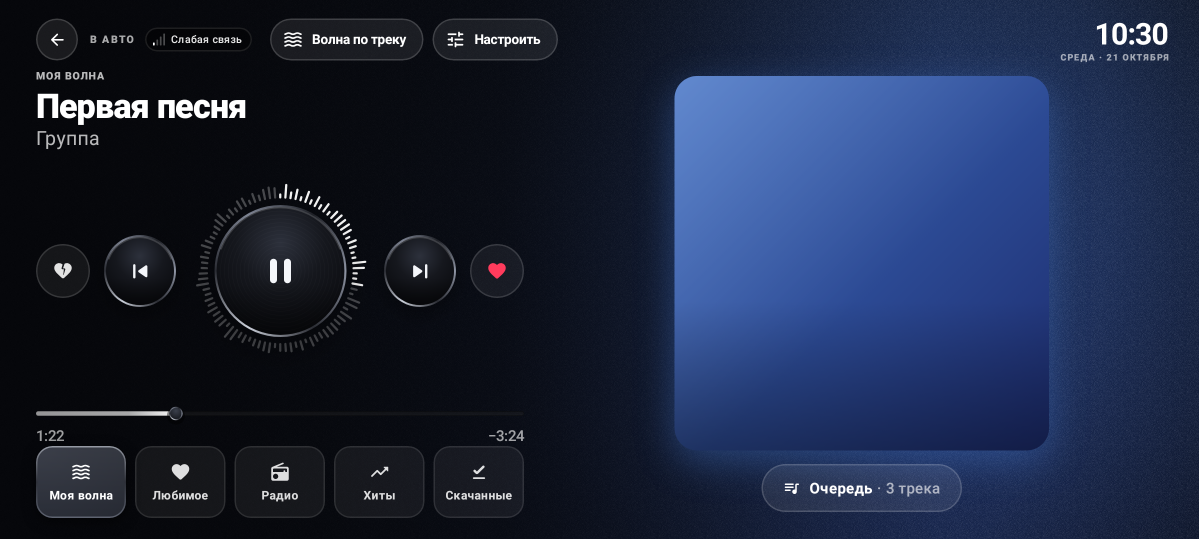 В АВТО
Слабая связь
Волна по треку
Настроить
10:30
СРЕДА · 21 ОКТЯБРЯ
МОЯ ВОЛНА
Первая песня
Группа
1:22
−3:24
Моя волна
Любимое
Радио
Хиты
Скачанные
Очередь · 3 трека